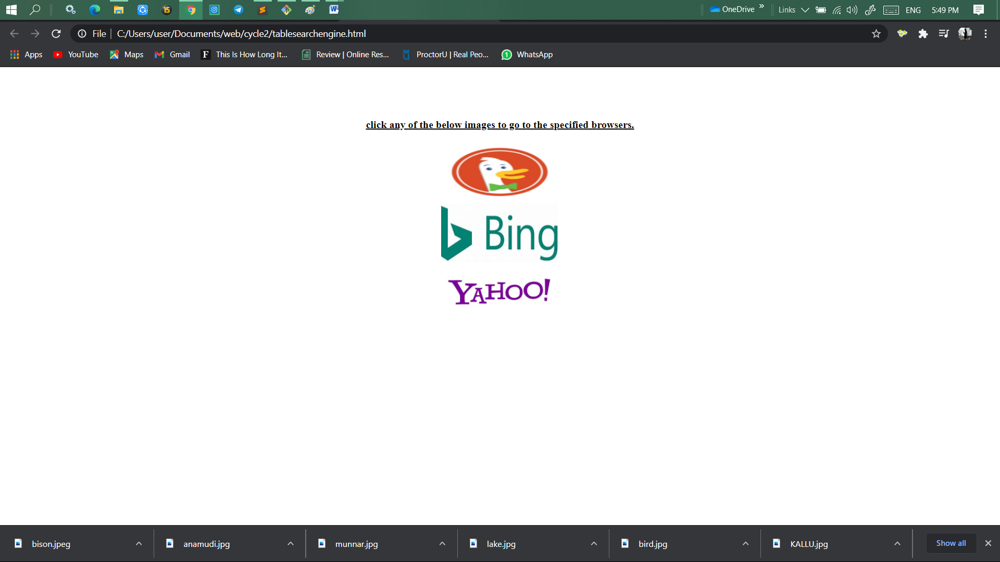 15
OneDrive »
Links
ENG
5:49 PM
File | C:/Users/user/Documents/web/cycle2/tablesearchengine.html
Apps
YouTube
Maps
Gmail
F
This Is How Long It...
Review | Online Res...
ProctorU | Real Peo...
1
WhatsApp
click any of the below images to go to the specified browsers.
b Bing
YAHOO!
bison.jpeg
anamudi.jpg
munnar.jpg
lake.jpg
bird.jpg
KALLU.jpg
Show all